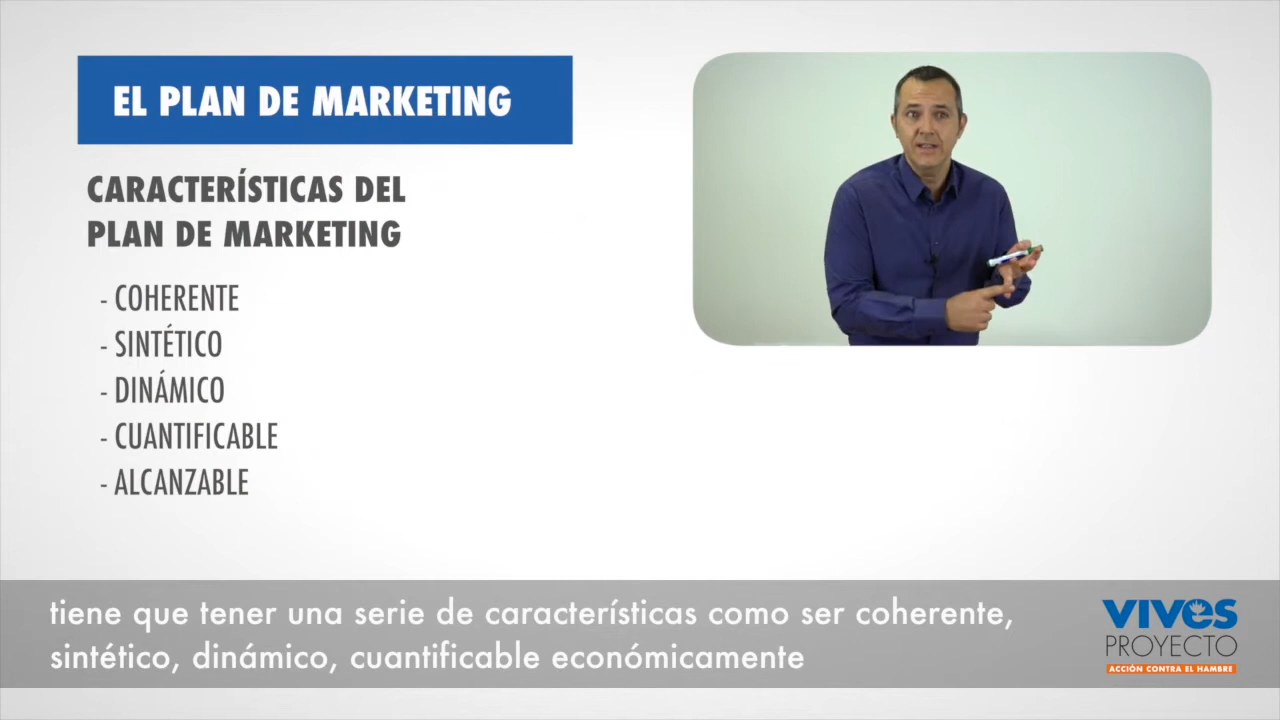 EL PLAN DE MARKETING
CARACTERÍSTICAS DEL
PLAN DE MARKETING
- COHERENTE
- SINTÉTICO
- DINÁMICO
- CUANTIFICABLE
- ALCANZABLE
tiene que tener una serie de características como ser coherente,
sintético, dinámico, cuantificable económicamente
VIVES
PROYECTO
ACCIÓN CONTRA EL HAMBRE